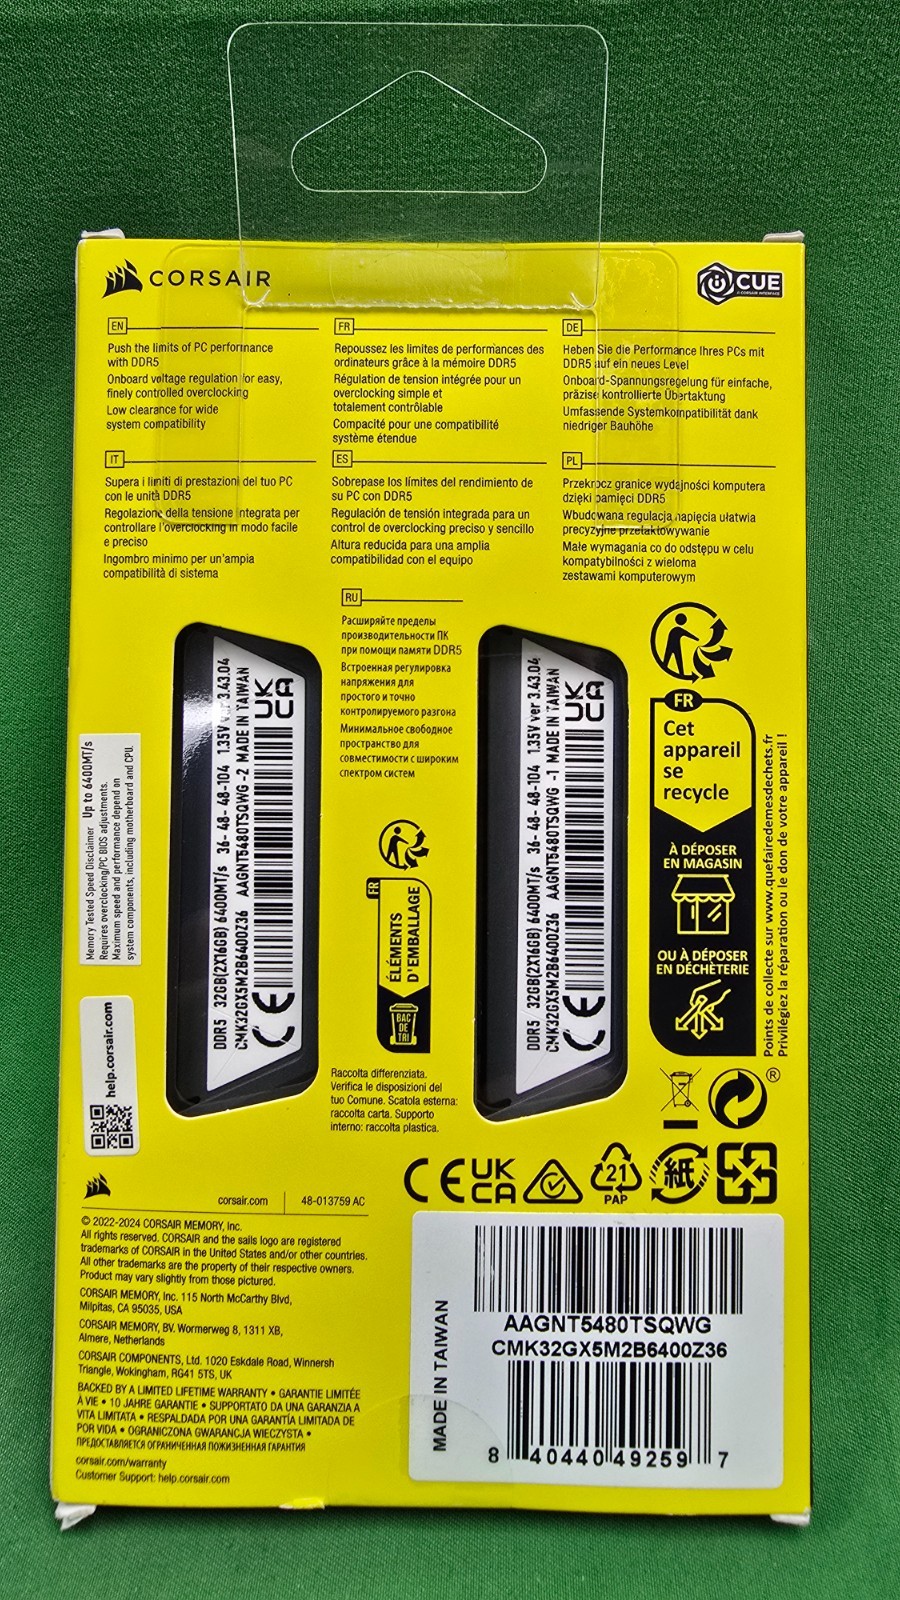 CORSAIR
iCUE
A CORSAIR INTERFACE
EN
Push the limits of PC performance
with DDR5
Onboard voltage regulation for easy,
finely controlled overclocking
Low clearance for wide
system compatibility
FR
Repoussez les limites de performances des
ordinateurs grâce à la mémoire DDR5
Régulation de tension intégrée pour un
overclocking simple et
totalement contrôlable
Compacité pour une compatibilité
système étendue
DE
Heben Sie die Performance Ihres PCs mit
DDR5 auf ein neues Level
Onboard-Spannungsregelung für einfache,
präzise kontrollierte Übertaktung
Umfassende Systemkompatibilität dank
niedriger Bauhöhe
IT
Supera i limiti di prestazioni del tuo PC
con le unità DDR5
Regolazione della tensione integrata per
controllare l'overclocking in modo facile
e preciso
Ingombro minimo per un'ampia
compatibilità di sistema
ES
Sobrepase los límites del rendimiento de
su PC con DDR5
Regulación de tensión integrada para un
control de overclocking preciso y sencillo
Altura reducida para una amplia
compatibilidad con el equipo
PL
Przekrocz granice wydajności komputera
dzięki pamięci DDR5
Wbudowana regulacja napięcia ułatwia
precyzyjne przetaktowywanie
Małe wymagania co do odstępu w celu
kompatybilności z wieloma
zestawami komputerowym
RU
Расширяйте пределы
производительности ПК
при помощи памяти DDR5
Встроенная регулировка
напряжения для
простого и точно
контролируемого разгона
Минимальное свободное
пространство для
совместимости с широким
спектром систем
Memory Tested Speed Disclaimer Up to 6400MT/s
Requires overclocking/PC BIOS adjustments.
Maximum speed and performance depend on
system components, including motherboard and CPU.
help.corsair.com
DDR5 32GB(2X16GB) 6400MT/s 36-48-48-104 1.35V ver 3.43.04
CMK32GX5M2B6400Z36 AAGNT5480TSQWG -2 MADE IN TAIWAN
CE
UK
CA
DDR5 32GB(2X16GB) 6400MT/s 36-48-48-104 1.35V ver 3.43.04
CMK32GX5M2B6400Z36 AAGNT5480TSQWG -1 MADE IN TAIWAN
CE
UK
CA
FR
ÉLÉMENTS
D'EMBALLAGE
BAC
DE
TRI
Raccolta differenziata.
Verifica le disposizioni del
tuo Comune. Scatola esterna:
raccolta carta. Supporto
interno: raccolta plastica.
FR
Cet
appareil
se
recycle
À DÉPOSER
EN MAGASIN
OU À DÉPOSER
EN DÉCHÈTERIE
Points de collecte sur www.quefairedemesdechets.fr
Privilégiez la réparation ou le don de votre appareil !
®
CE
UK
CA
21
PAP
紙
corsair.com
48-013759 AC
© 2022-2024 CORSAIR MEMORY, Inc.
All rights reserved. CORSAIR and the sails logo are registered
trademarks of CORSAIR in the United States and/or other countries.
All other trademarks are the property of their respective owners.
Product may vary slightly from those pictured.
CORSAIR MEMORY, Inc. 115 North McCarthy Blvd,
Milpitas, CA 95035, USA
CORSAIR MEMORY, BV. Wormerweg 8, 1311 XB,
Almere, Netherlands
CORSAIR COMPONENTS, Ltd. 1020 Eskdale Road, Winnersh
Triangle, Wokingham, RG41 5TS, UK
BACKED BY A LIMITED LIFETIME WARRANTY • GARANTIE LIMITÉE
À VIE • 10 JAHRE GARANTIE • SUPPORTATO DA UNA GARANZIA A
VITA LIMITATA • RESPALDADA POR UNA GARANTÍA LIMITADA DE
POR VIDA • OGRANICZONA GWARANCJA WIECZYSTA •
ПРЕДОСТАВЛЯЕТСЯ ОГРАНИЧЕННАЯ ПОЖИЗНЕННАЯ ГАРАНТИЯ
corsair.com/warranty
Customer Support: help.corsair.com
MADE IN TAIWAN
AAGNT5480TSQWG
CMK32GX5M2B6400Z36
8 40440 49259 7